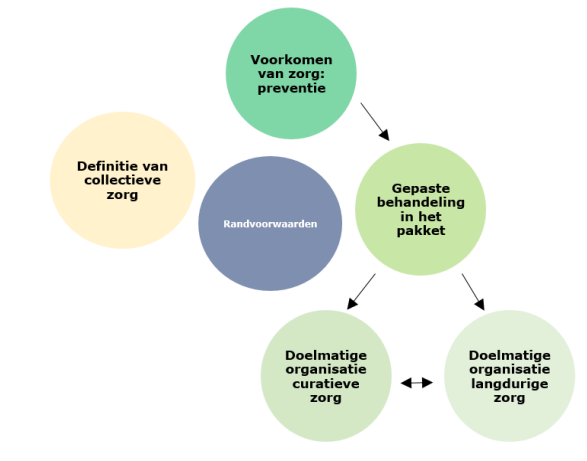 Voorkomen
van zorg:
preventie
Definitie van
collectieve
zorg
Randvoorwaarden
Gepaste
behandeling
in het
pakket
Doelmatige
organisatie
curatieve
zorg
Doelmatige
organisatie
langdurige
zorg